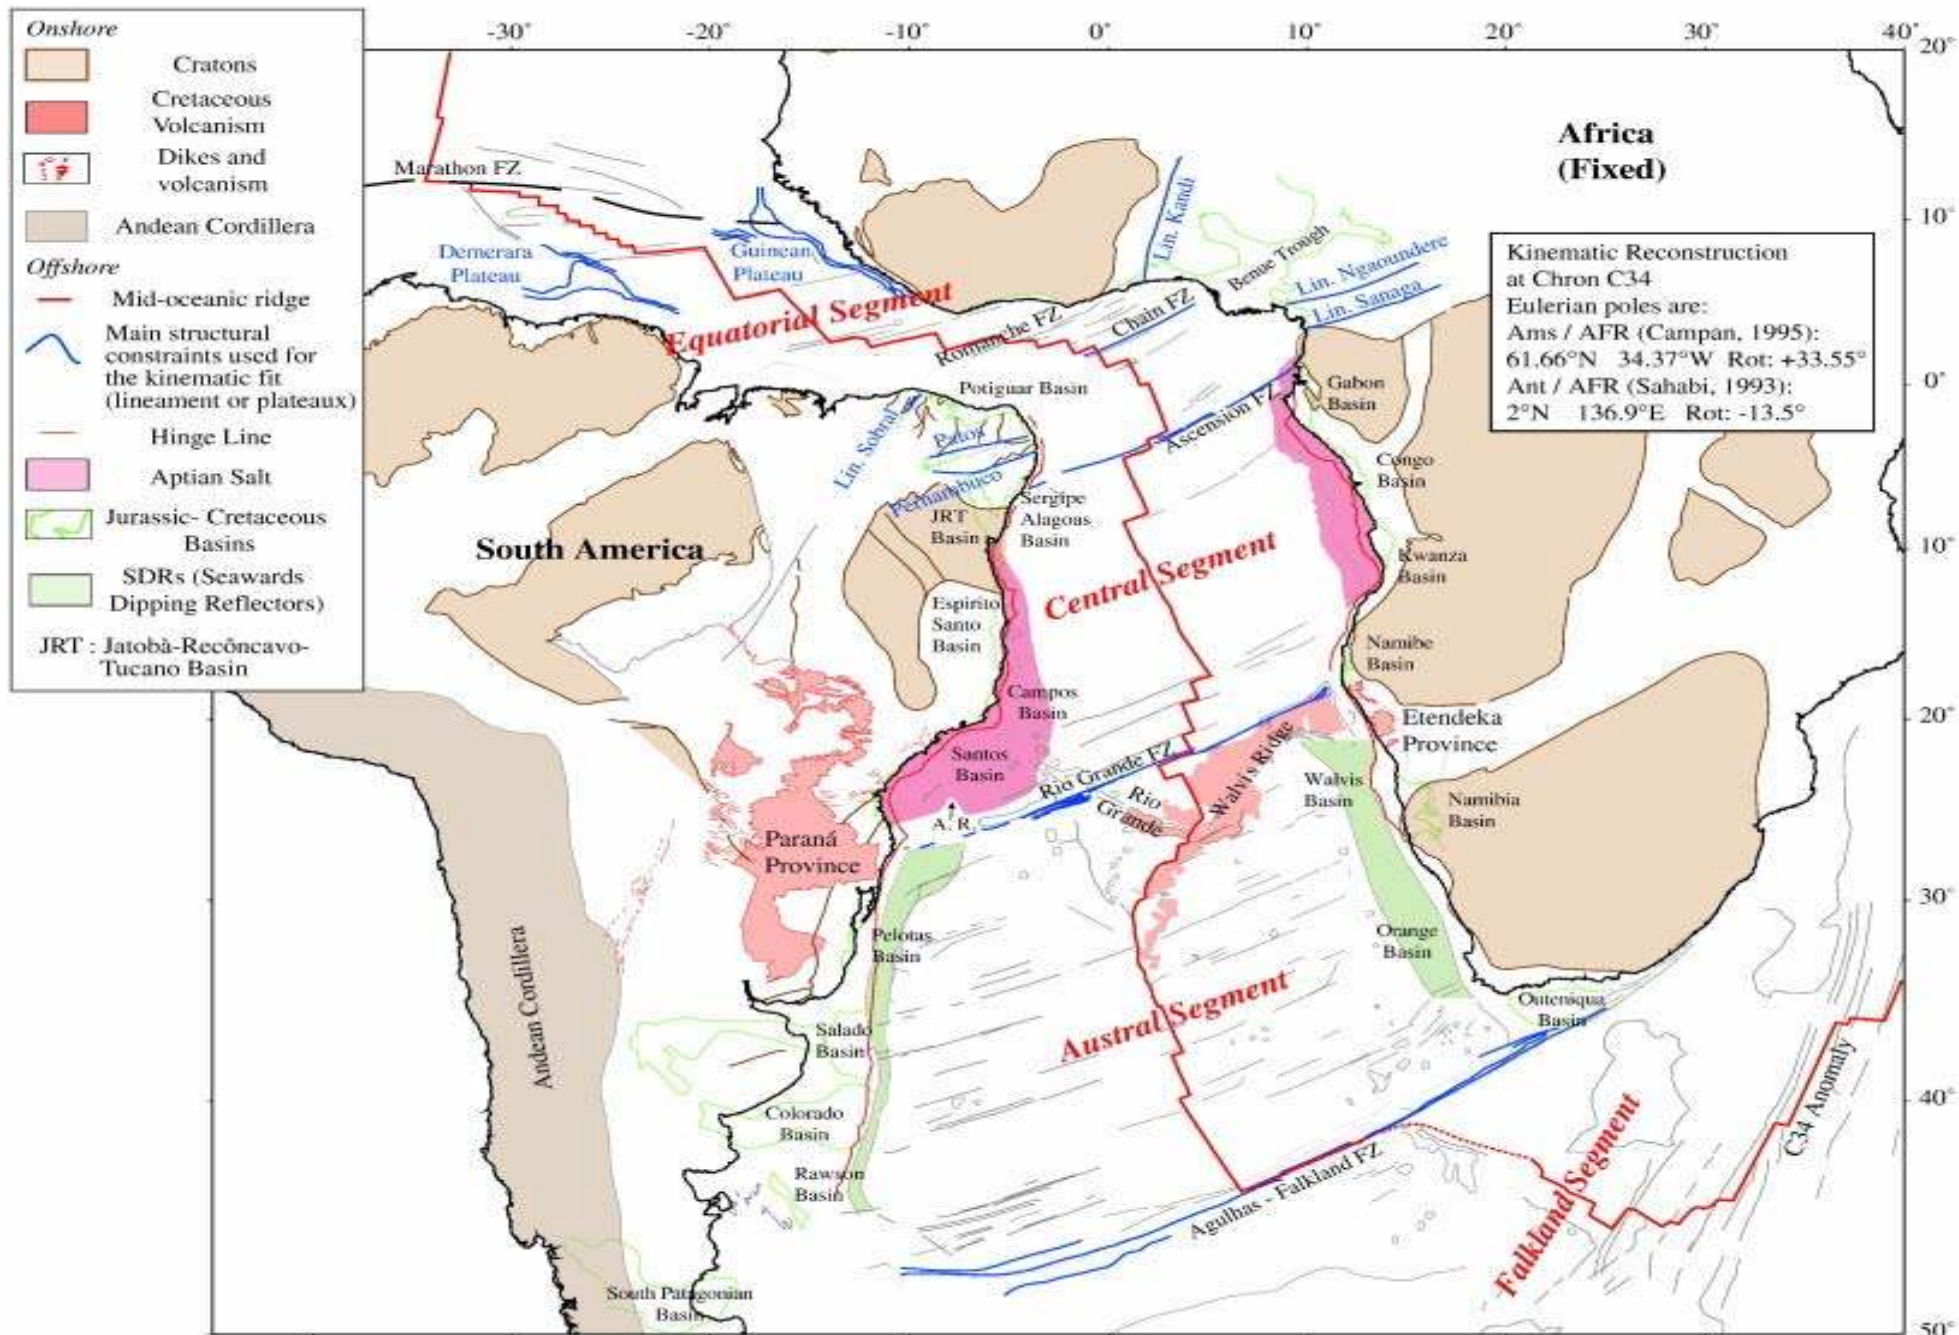 Onshore
Cratons
Cretaceous
Volcanism
Dikes and
volcanism
Andean Cordillera
Offshore
Mid-oceanic ridge
Main structural
constraints used for
the kinematic fit
(lineament or plateaux)
Hinge Line
Aptian Salt
Jurassic- Cretaceous
Basins
SDRs (Seawards
Dipping Reflectors)
JRT : Jatobà-Recôncavo-
Tucano Basin
-30°
-20°
-10°
0°
10°
20°
30°
40°
20°
10°
0°
10°
20°
30°
40°
50°
Africa
(Fixed)
Kinematic Reconstruction
at Chron C34
Eulerian poles are:
Ams / AFR (Campan, 1995):
61.66°N 34.37°W Rot: +33.55°
Ant / AFR (Sahabi, 1993):
2°N 136.9°E Rot: -13.5°
Marathon FZ
Demerara
Plateau
Guinean
Plateau
Lin. Kandi
Benue Trough
Lin. Ngaoundere
Lin. Sanaga
Equatorial Segment
Romanche FZ
Chain FZ
Potiguar Basin
Ascension FZ
Gabon
Basin
Lin. Sobral
Patos
Pernambuco
Congo
Basin
Sergipe
Alagoas
Basin
JRT
Basin
South America
Central Segment
Kwanza
Basin
Espirito
Santo
Basin
Namibe
Basin
Campos
Basin
Etendeka
Province
Santos
Basin
Rio Grande FZ
Walvis Ridge
Rio
Grande
Walvis
Basin
Namibia
Basin
A. R.
Paraná
Province
Pelotas
Basin
Orange
Basin
Andean Cordillera
Austral Segment
Outeniqua
Basin
Salado
Basin
Colorado
Basin
Rawson
Basin
Agulhas - Falkland FZ
Falkland Segment
C34 Anomaly
South Patagonian
Basin